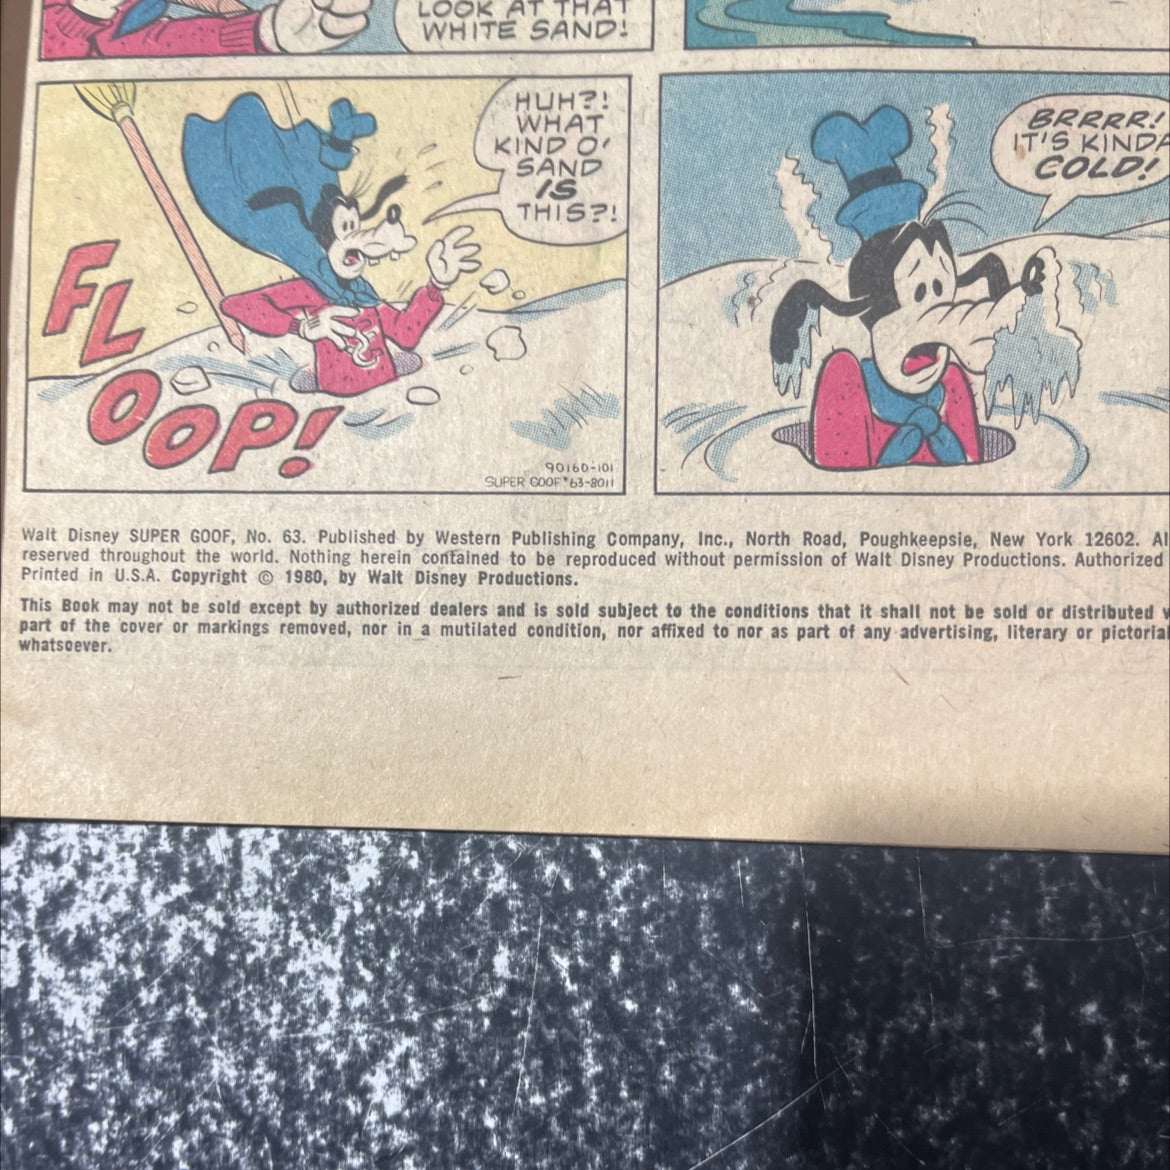 LOOK AT THAT
WHITE SAND!
HUH?!
WHAT
KIND O'
SAND
IS
THIS?!
FLOOP!
90160-101
SUPER GOOF #63-8011
BRRRR!
IT'S KINDA
COLD!
Walt Disney SUPER GOOF, No. 63. Published by Western Publishing Company, Inc., North Road, Poughkeepsie, New York 12602. Al
reserved throughout the world. Nothing herein contained to be reproduced without permission of Walt Disney Productions. Authorized
Printed in U.S.A. Copyright © 1980, by Walt Disney Productions.
This Book may not be sold except by authorized dealers and is sold subject to the conditions that it shall not be sold or distributed
part of the cover or markings removed, nor in a mutilated condition, nor affixed to nor as part of any advertising, literary or pictorial
whatsoever.